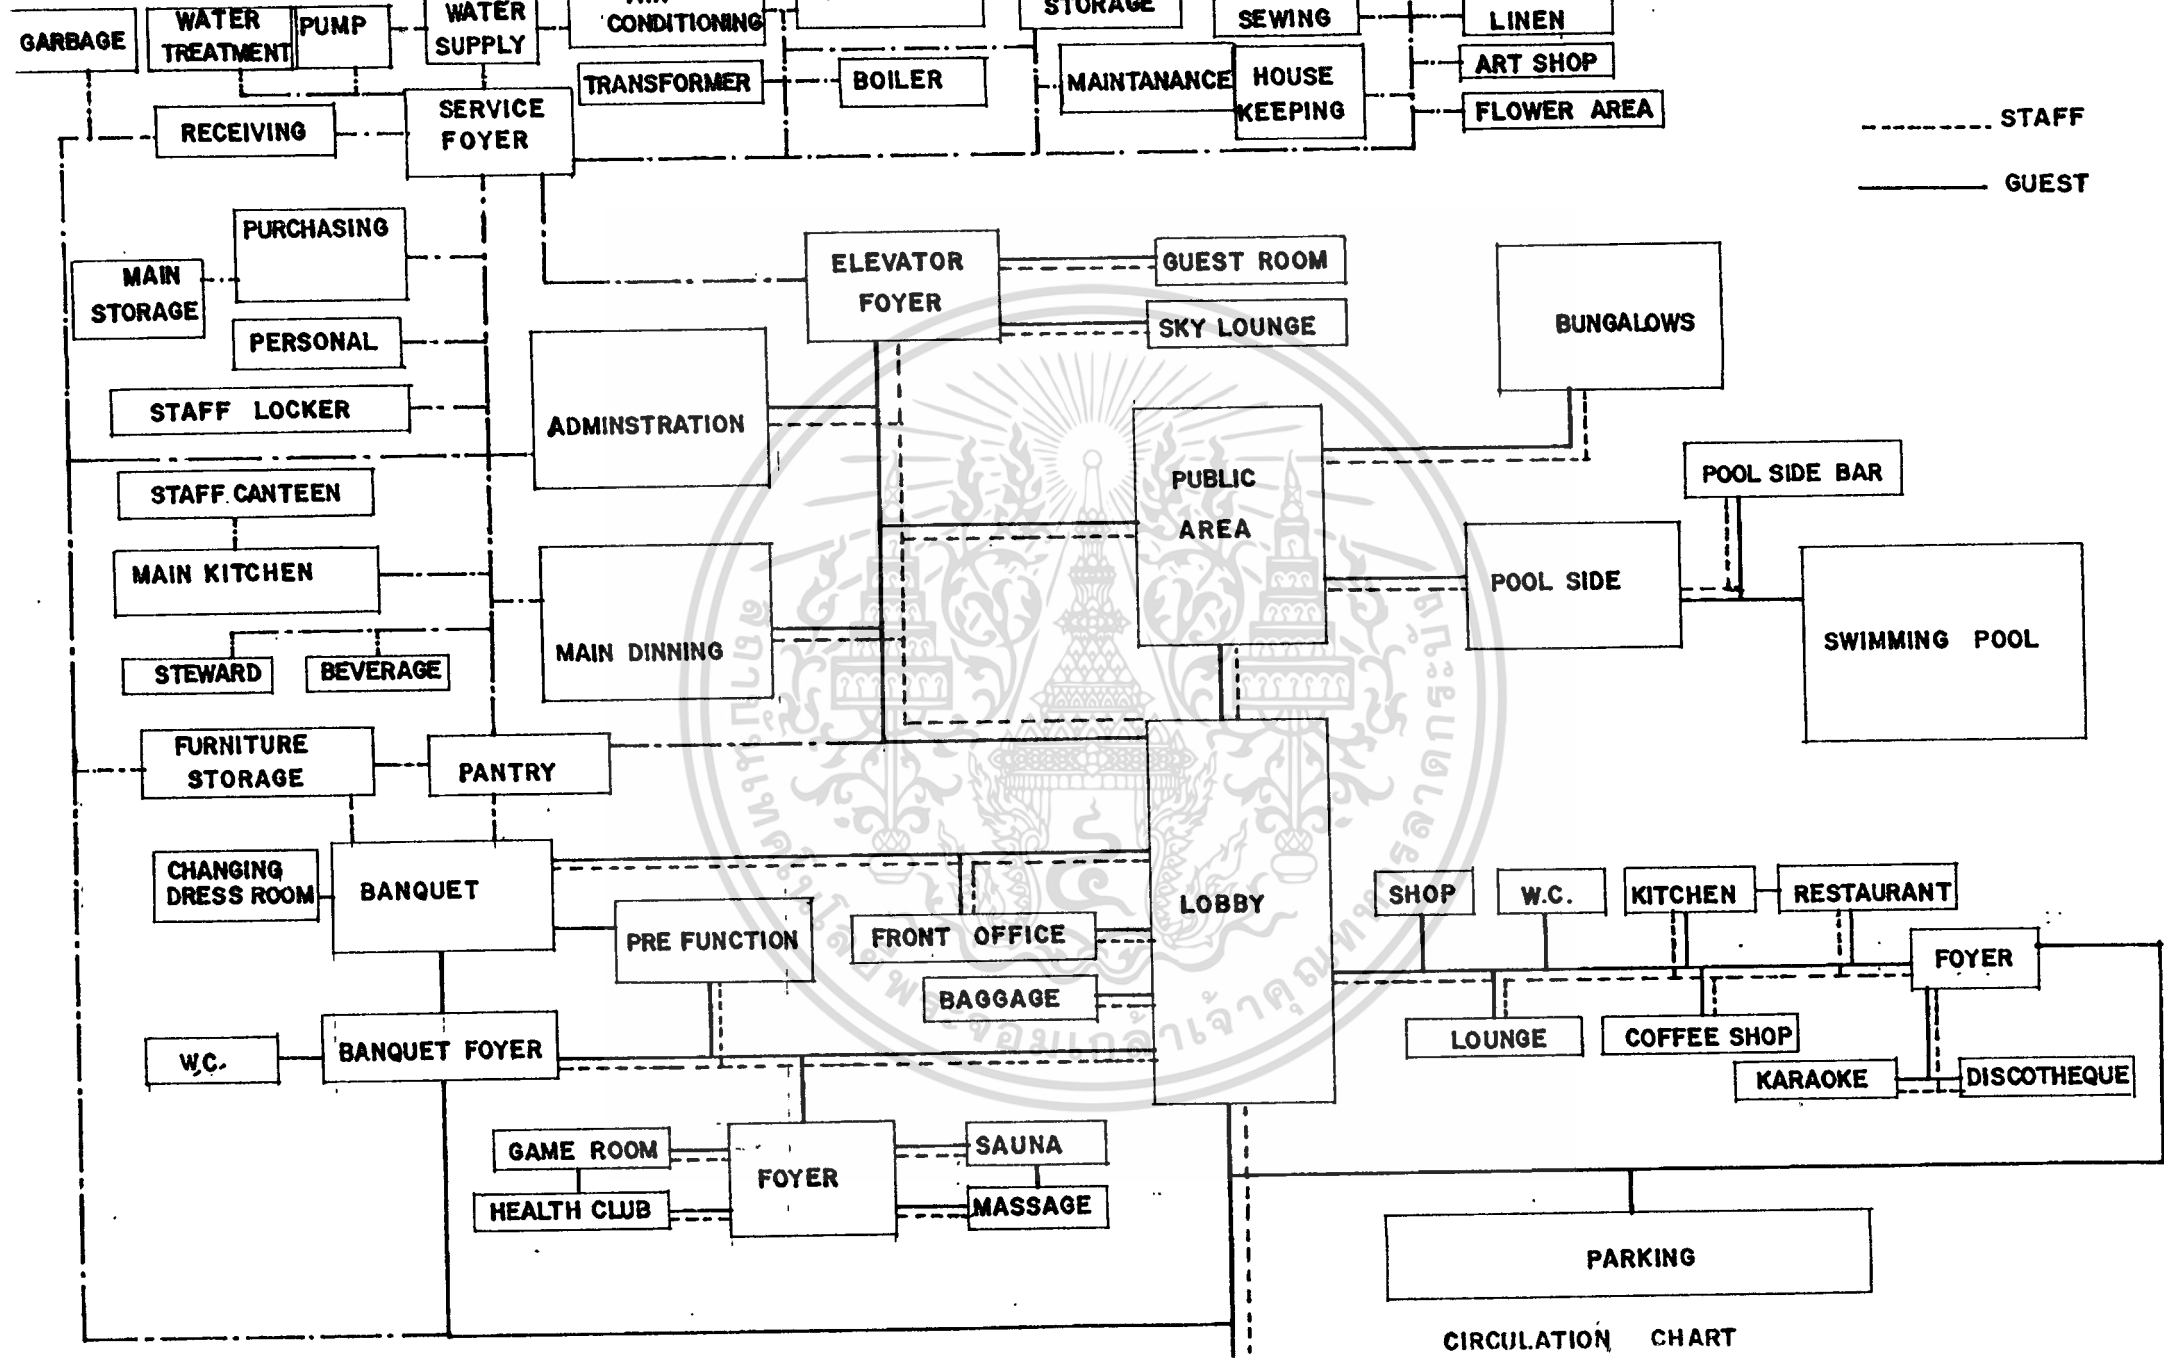 GARBAGE
WATER
TREATMENT
PUMP
WATER
SUPPLY
CONDITIONING
STORAGE
SEWING
LINEN
TRANSFORMER
BOILER
MAINTANANCE
HOUSE
KEEPING
ART SHOP
FLOWER AREA
RECEIVING
SERVICE
FOYER
STAFF
GUEST
PURCHASING
MAIN
STORAGE
PERSONAL
STAFF LOCKER
STAFF CANTEEN
MAIN KITCHEN
STEWARD
BEVERAGE
FURNITURE
STORAGE
PANTRY
ELEVATOR
FOYER
GUEST ROOM
SKY LOUNGE
ADMINSTRATION
MAIN DINNING
PUBLIC
AREA
BUNGALOWS
POOL SIDE BAR
POOL SIDE
SWIMMING POOL
CHANGING
DRESS ROOM
BANQUET
PRE FUNCTION
FRONT OFFICE
BAGGAGE
LOBBY
SHOP
W.C.
KITCHEN
RESTAURANT
FOYER
LOUNGE
COFFEE SHOP
KARAOKE
DISCOTHEQUE
W.C.
BANQUET FOYER
GAME ROOM
HEALTH CLUB
FOYER
SAUNA
MASSAGE
PARKING
CIRCULATION CHART